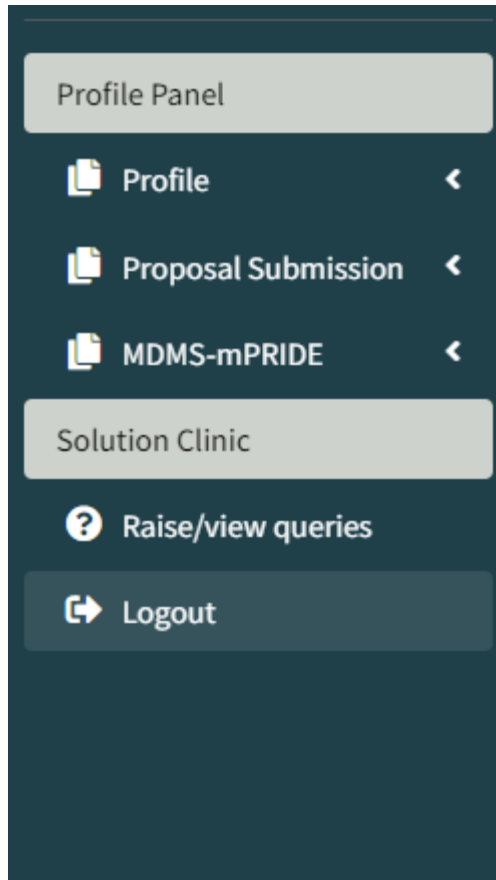 Profile Panel
Profile
Proposal Submission
MDMS-mPRIDE
Solution Clinic
Raise/view queries
Logout